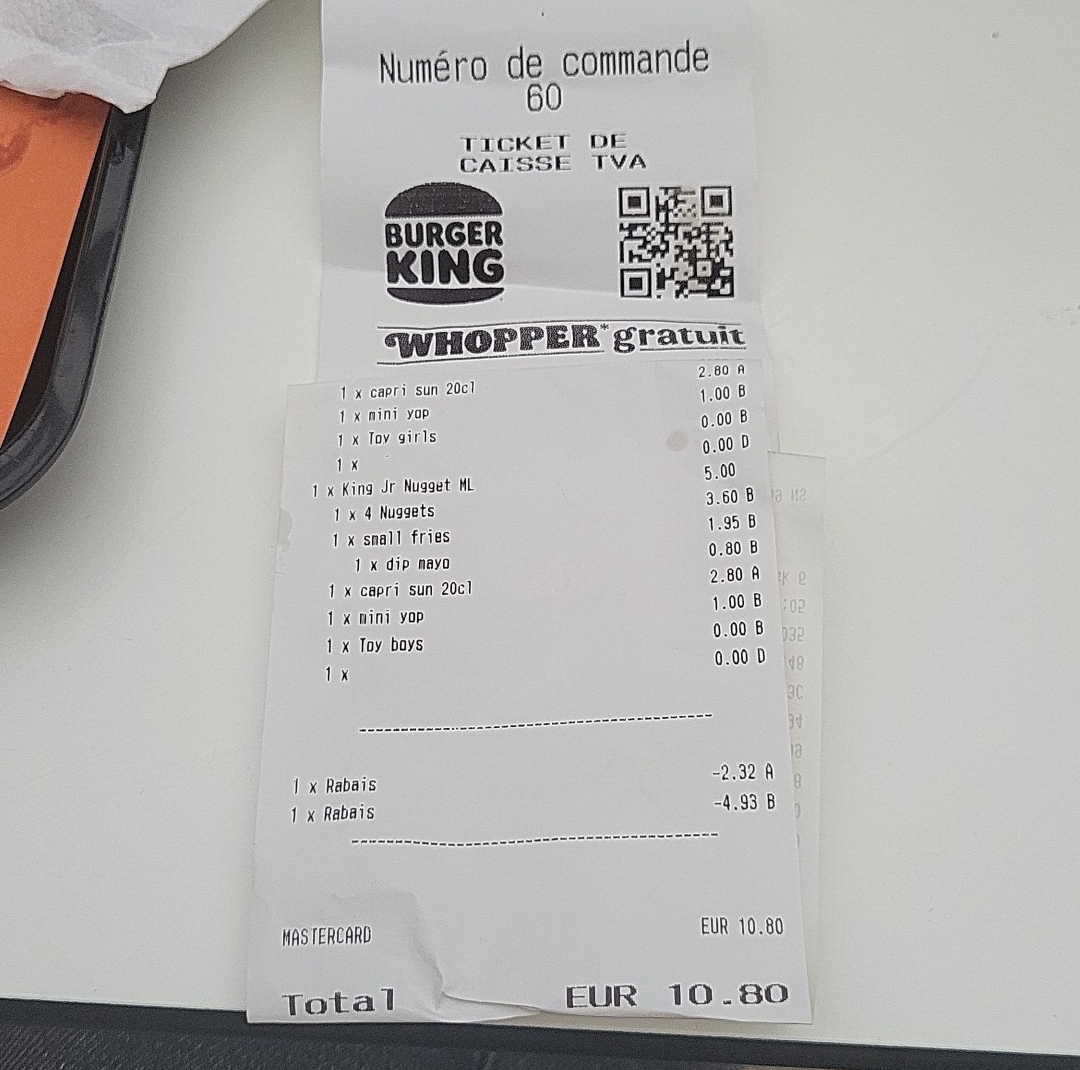 Numéro de commande
60
TICKET DE
CAISSE TVA
BURGER
KING
WHOPPER* gratuit
1 x capri sun 20cl 2.80 A
1 x mini yop 1.00 B
1 x Toy girls 0.00 B
1 x 0.00 D
1 x King Jr Nugget ML 5.00
1 x 4 Nuggets 3.60 B
1 x small fries 1.95 B
1 x dip mayo 0.80 B
1 x capri sun 20cl 2.80 A
1 x mini yop 1.00 B
1 x Toy boys 0.00 B
1 x 0.00 D
1 x Rabais -2.32 A
1 x Rabais -4.93 B
MASTERCARD EUR 10.80
Total EUR 10.80